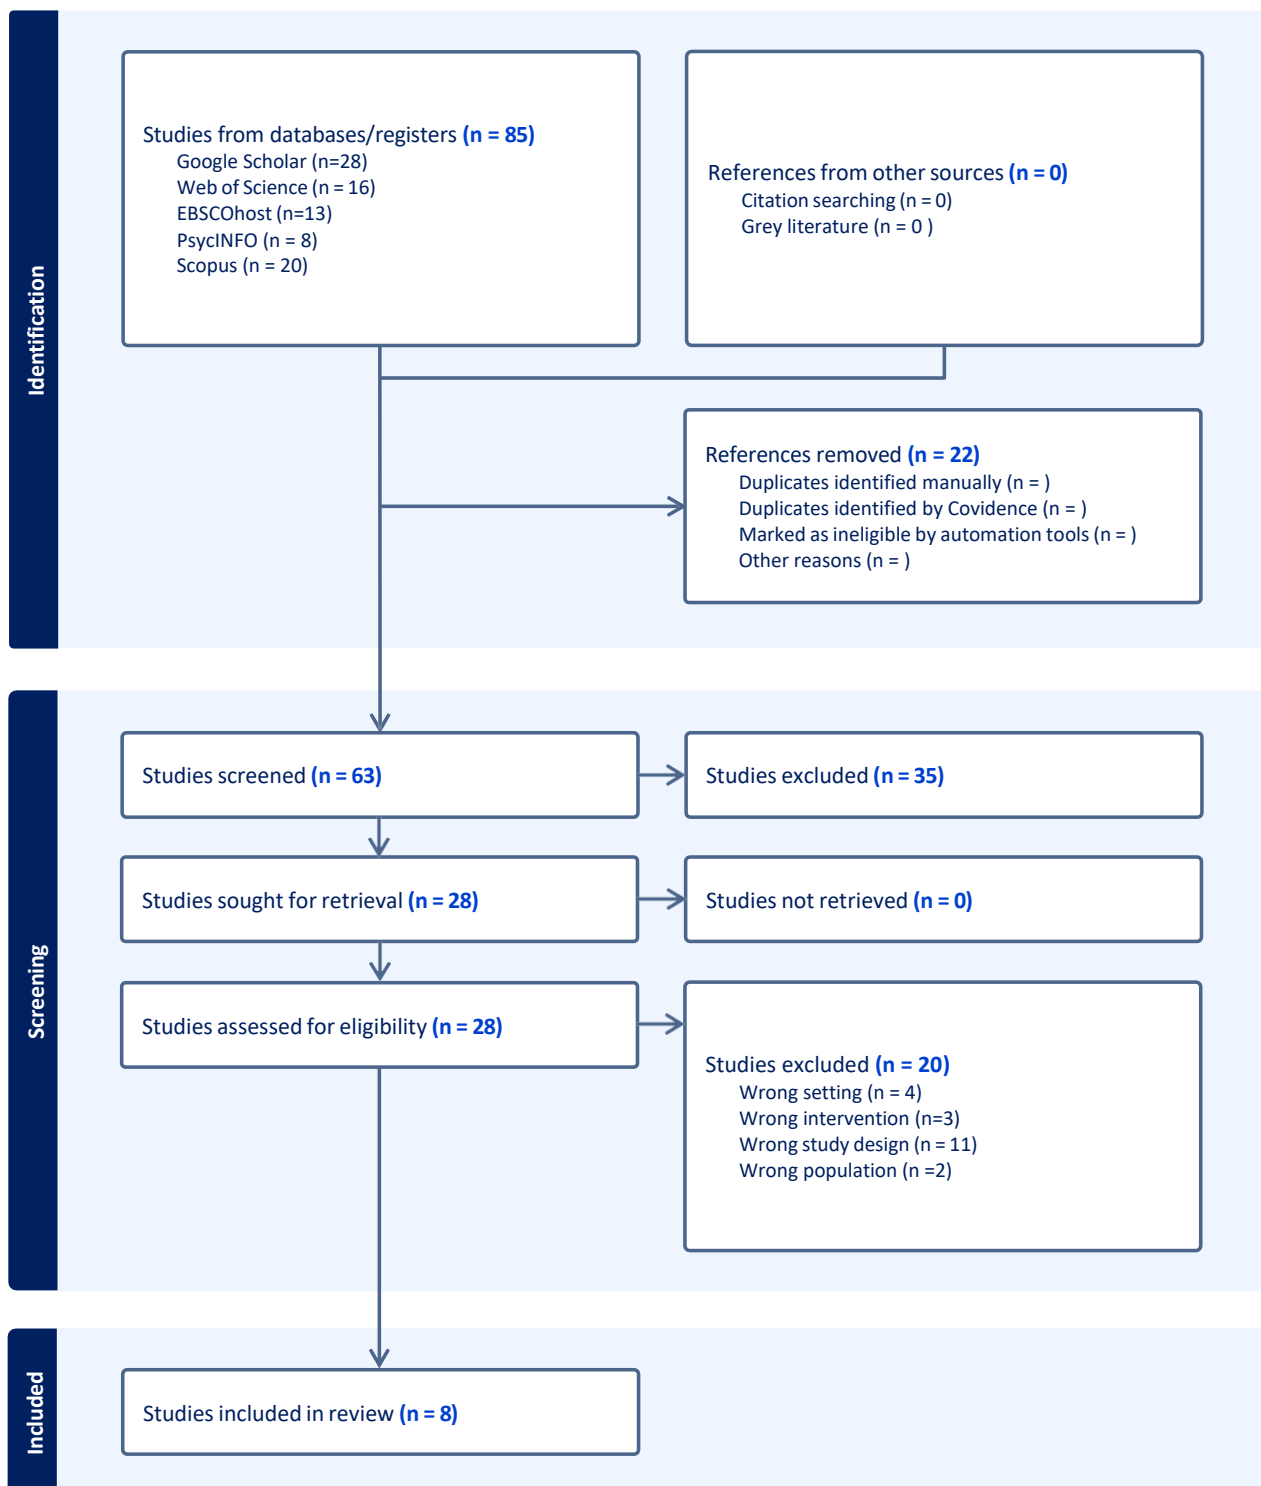 Identification
Studies from databases/registers (n = 85)
Google Scholar (n=28)
Web of Science (n = 16)
EBSCOhost (n=13)
PsycINFO (n = 8)
Scopus (n = 20)
References from other sources (n = 0)
Citation searching (n = 0)
Grey literature (n = 0 )
References removed (n = 22)
Duplicates identified manually (n = )
Duplicates identified by Covidence (n = )
Marked as ineligible by automation tools (n = )
Other reasons (n = )
Screening
Studies screened (n = 63)
Studies excluded (n = 35)
Studies sought for retrieval (n = 28)
Studies not retrieved (n = 0)
Studies assessed for eligibility (n = 28)
Studies excluded (n = 20)
Wrong setting (n = 4)
Wrong intervention (n=3)
Wrong study design (n = 11)
Wrong population (n =2)
Included
Studies included in review (n = 8)